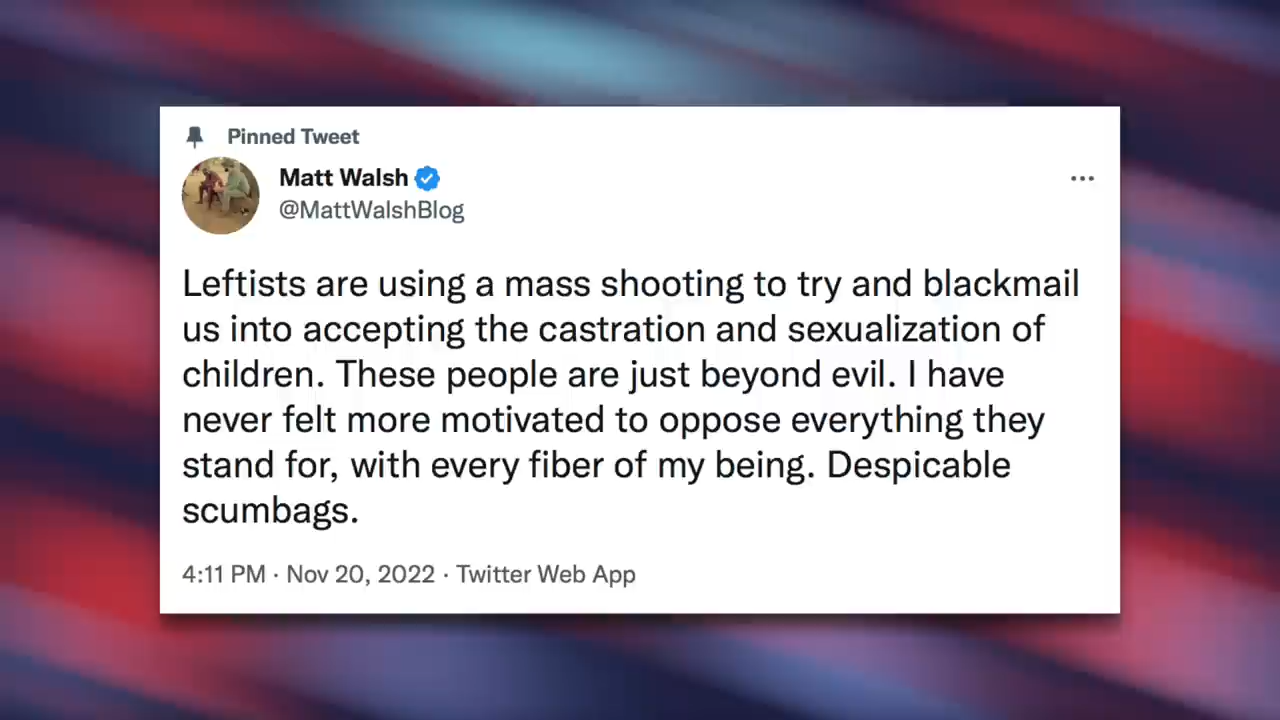 Pinned Tweet
Matt Walsh
@MattWalshBlog
Leftists are using a mass shooting to try and blackmail
us into accepting the castration and sexualization of
children. These people are just beyond evil. I have
never felt more motivated to oppose everything they
stand for, with every fiber of my being. Despicable
scumbags.
4:11 PM · Nov 20, 2022 · Twitter Web App